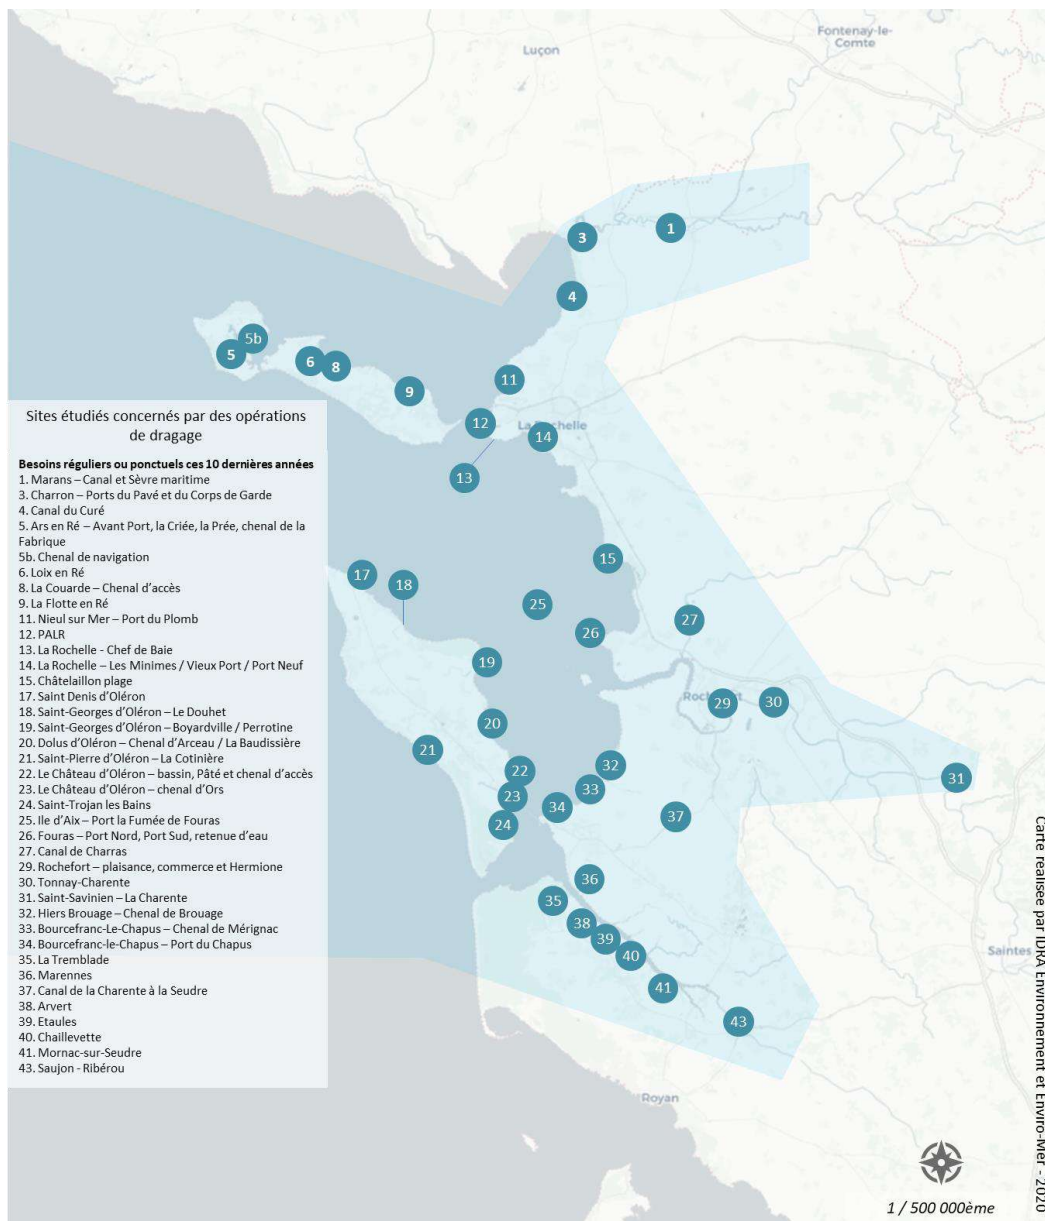 Fontenay-le-
Comte
Luçon
1
3
4
5b
5
6
8
9
11
12
La Rochelle
14
13
Sites étudiés concernés par des opérations
de dragage
Besoins réguliers ou ponctuels ces 10 dernières années
1. Marans – Canal et Sèvre maritime
3. Charron – Ports du Pavé et du Corps de Garde
4. Canal du Curé
5. Ars en Ré – Avant Port, la Criée, la Prée, chenal de la
Fabrique
5b. Chenal de navigation
6. Loix en Ré
8. La Couarde – Chenal d'accès
9. La Flotte en Ré
11. Nieul sur Mer – Port du Plomb
12. PALR
13. La Rochelle - Chef de Baie
14. La Rochelle – Les Minimes / Vieux Port / Port Neuf
15. Châtelaillon plage
17. Saint Denis d'Oléron
18. Saint-Georges d'Oléron – Le Douhet
19. Saint-Georges d'Oléron – Boyardville / Perrotine
20. Dolus d'Oléron – Chenal d'Arceau / La Baudissière
21. Saint-Pierre d'Oléron – La Cotinière
22. Le Château d'Oléron – bassin, Pâté et chenal d'accès
23. Le Château d'Oléron – chenal d'Ors
24. Saint-Trojan les Bains
25. Ile d'Aix – Port la Fumée de Fouras
26. Fouras – Port Nord, Port Sud, retenue d'eau
27. Canal de Charras
29. Rochefort – plaisance, commerce et Hermione
30. Tonnay-Charente
31. Saint-Savinien – La Charente
32. Hiers Brouage – Chenal de Brouage
33. Bourcefranc-Le-Chapus – Chenal de Mérignac
34. Bourcefranc-le-Chapus – Port du Chapus
35. La Tremblade
36. Marennes
37. Canal de la Charente à la Seudre
38. Arvert
39. Etaules
40. Chaillevette
41. Mornac-sur-Seudre
43. Saujon - Ribérou
15
17
18
25
27
26
19
29
30
20
21
32
22
31
33
23
34
37
24
36
35
38
39
40
Saintes
41
43
Royan
Carte réalisée par IDRA Environnement et Enviro-Mer - 2020
1 / 500 000ème